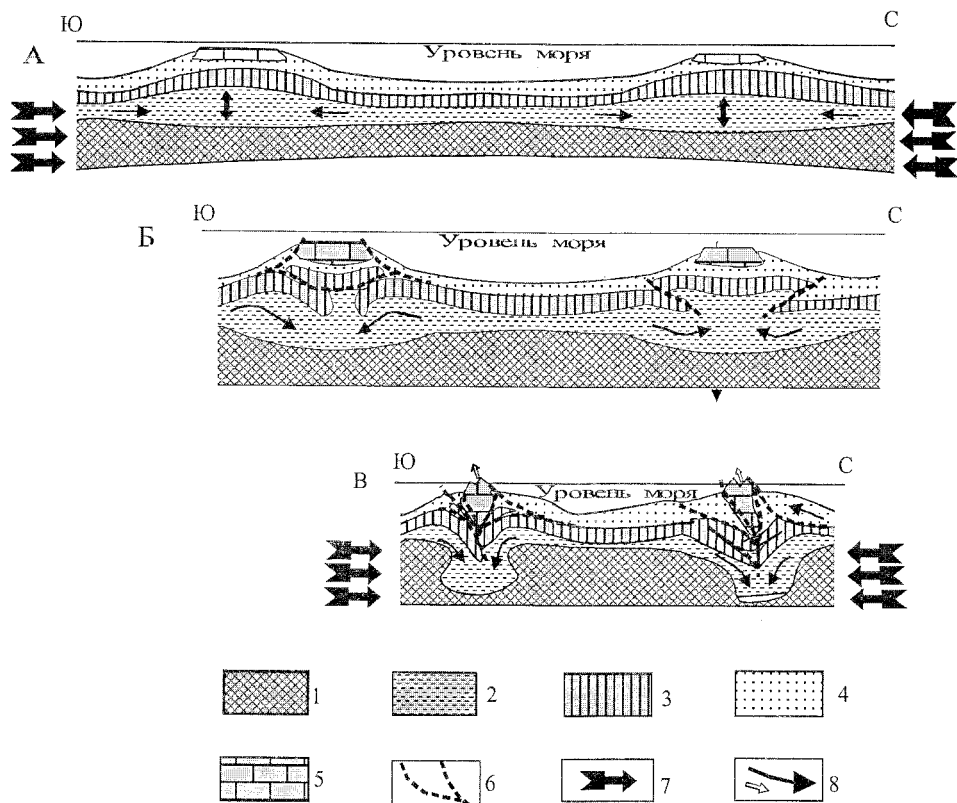 Ю С
А
Уровень моря
Ю С
Б
Уровень моря
Ю С
В
Уровень моря
1 2 3 4
5 6 7 8